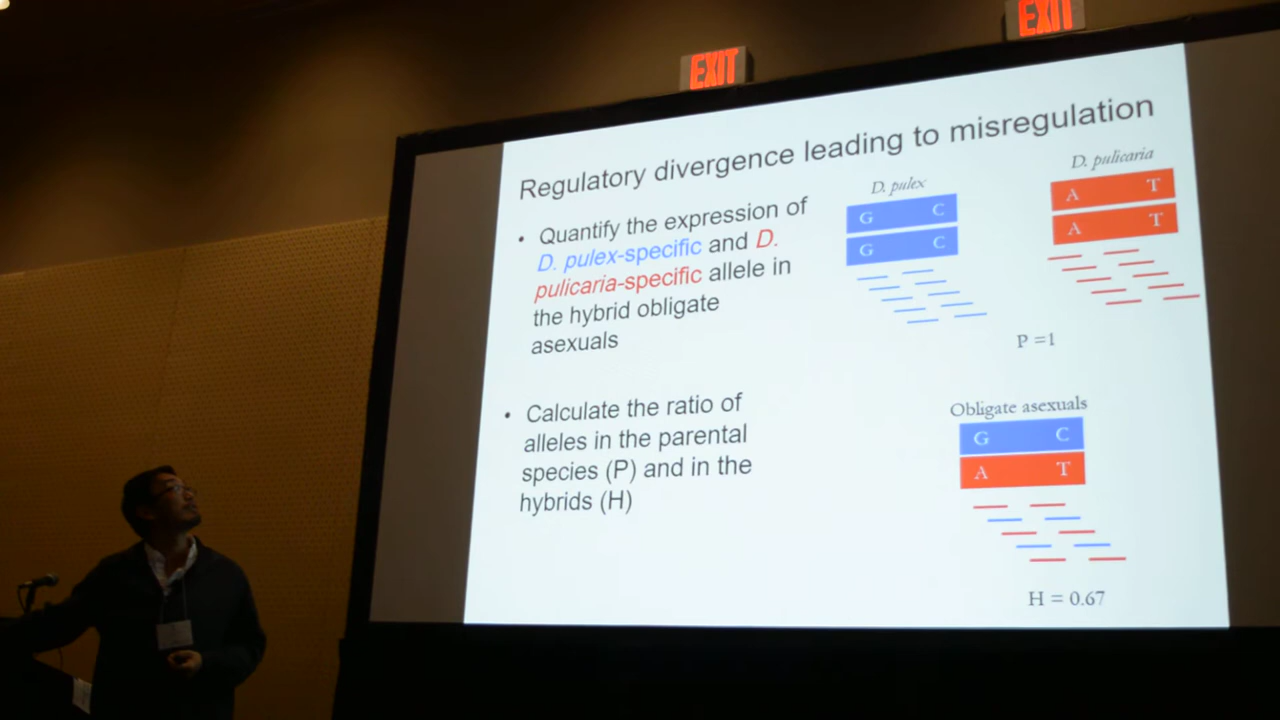 EXIT
EXIT
Regulatory divergence leading to misregulation
• Quantify the expression of
D. pulex-specific and D.
pulicaria-specific allele in
the hybrid obligate
asexuals
• Calculate the ratio of
alleles in the parental
species (P) and in the
hybrids (H)
D. pulex
G C
G C
D. pulicaria
A T
A T
P =1
Obligate asexuals
G C
A T
H = 0.67